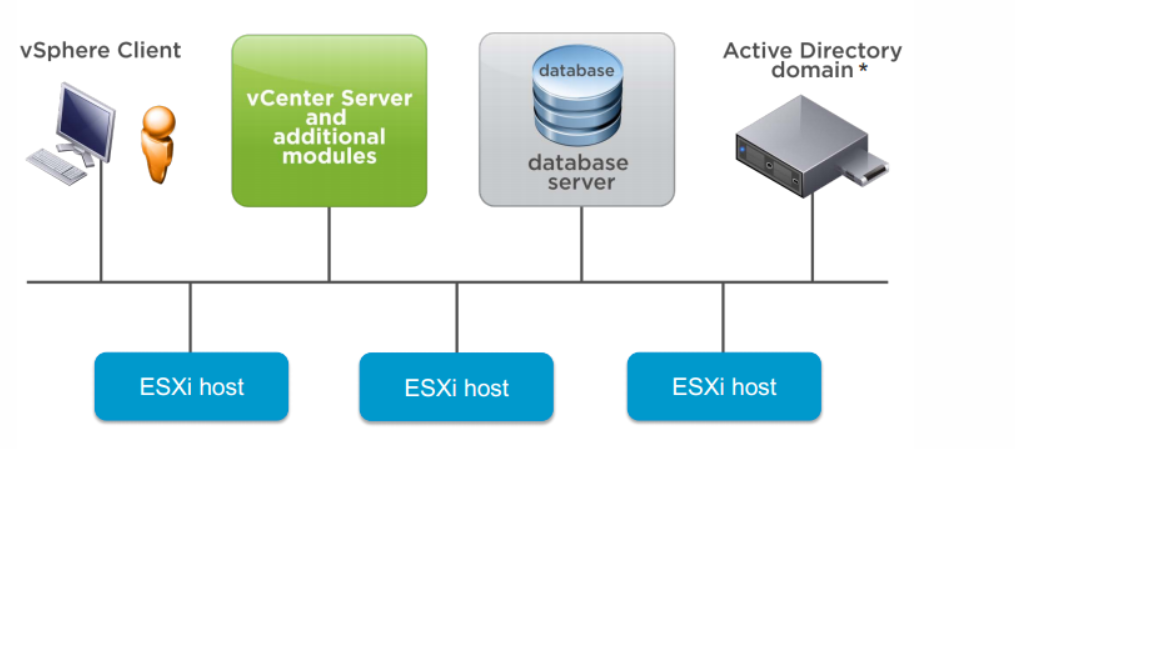 vSphere Client
vCenter Server
and
additional
modules
database
database
server
Active Directory
domain *
ESXi host
ESXi host
ESXi host